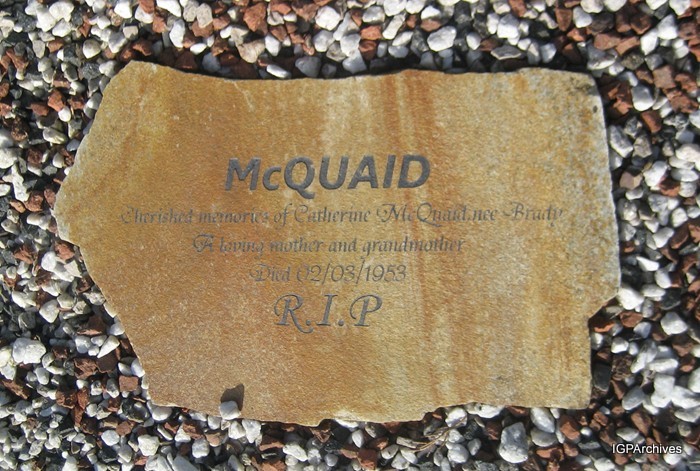 McQUAID
Cherished memories of Catherine McQuaid.nee Brady
A loving mother and grandmother
Died 02/03/1953
R.I.P
IGPArchives